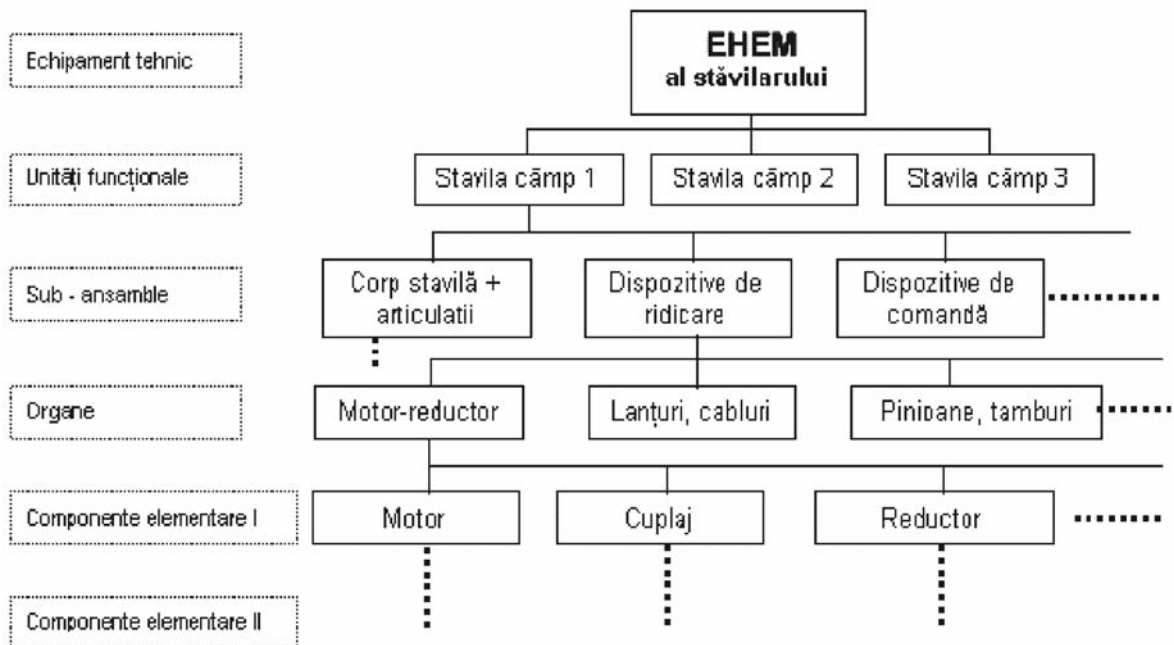 Echipament tehnic
EHEM
al stăvilarului
Unități funcționale
Stavila câmp 1
Stavila câmp 2
Stavila câmp 3
Sub - ansamble
Corp stavilă +
articulatii
Dispozitive de
ridicare
Dispozitive de
comandă
Organe
Motor-reductor
Lanțuri, cabluri
Pinioane, tamburi
Componente elementare I
Motor
Cuplaj
Reductor
Componente elementare II